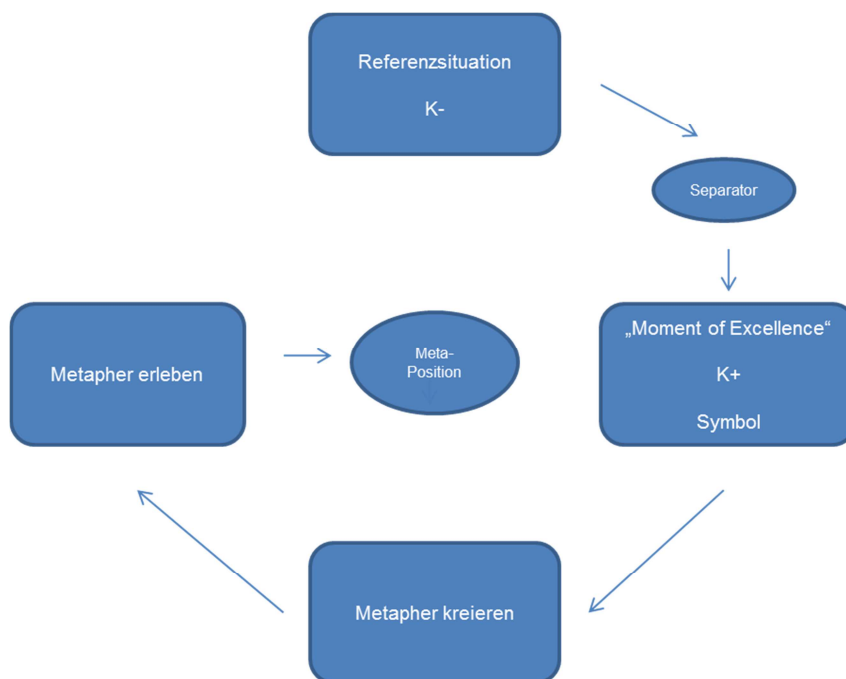 Referenzsituation
K-
Separator
„Moment of Excellence“
K+
Symbol
Metapher erleben
Meta-
Position
Metapher kreieren